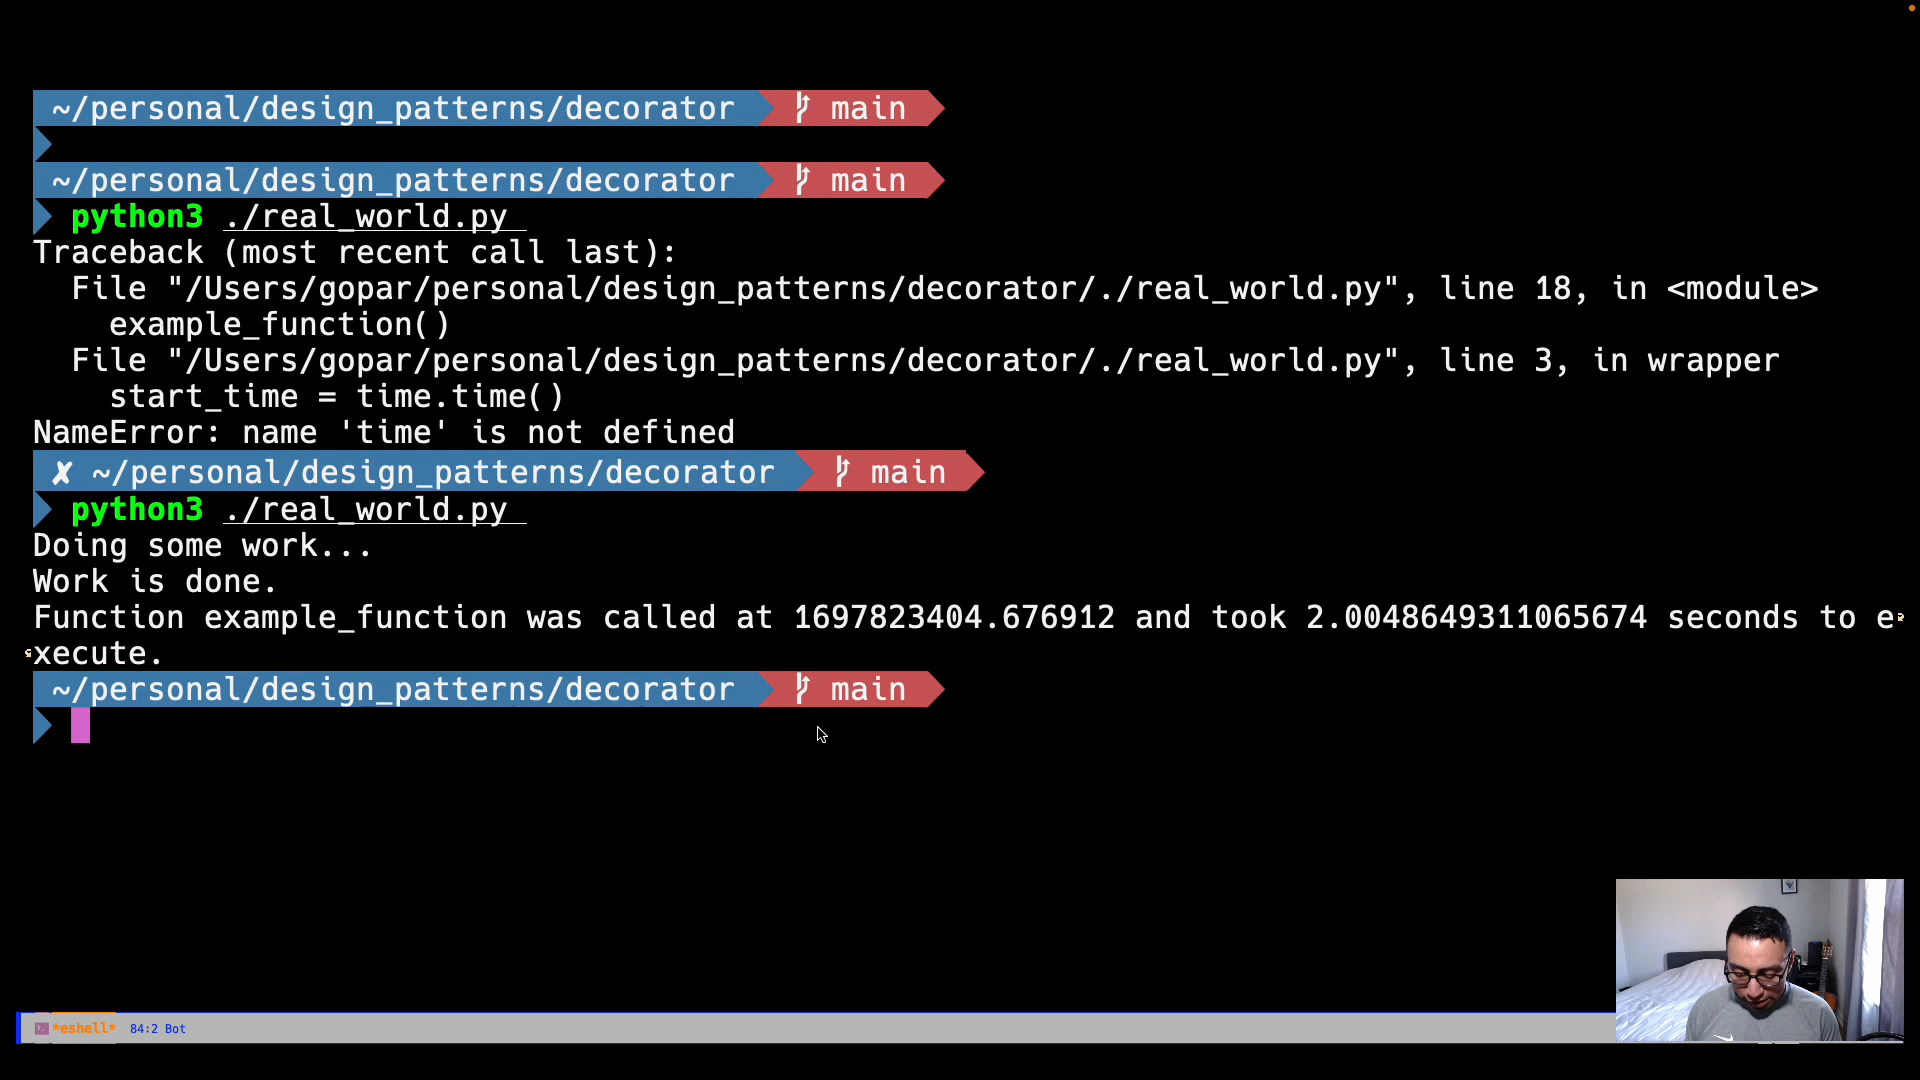 ~/personal/design_patterns/decorator main
~/personal/design_patterns/decorator main
python3 ./real_world.py
Traceback (most recent call last):
  File "/Users/gopar/personal/design_patterns/decorator/./real_world.py", line 18, in <module>
    example_function()
  File "/Users/gopar/personal/design_patterns/decorator/./real_world.py", line 3, in wrapper
    start_time = time.time()
NameError: name 'time' is not defined
✘ ~/personal/design_patterns/decorator main
python3 ./real_world.py
Doing some work...
Work is done.
Function example_function was called at 1697823404.676912 and took 2.0048649311065674 seconds to e
xecute.
~/personal/design_patterns/decorator main
*eshell* 84:2 Bot